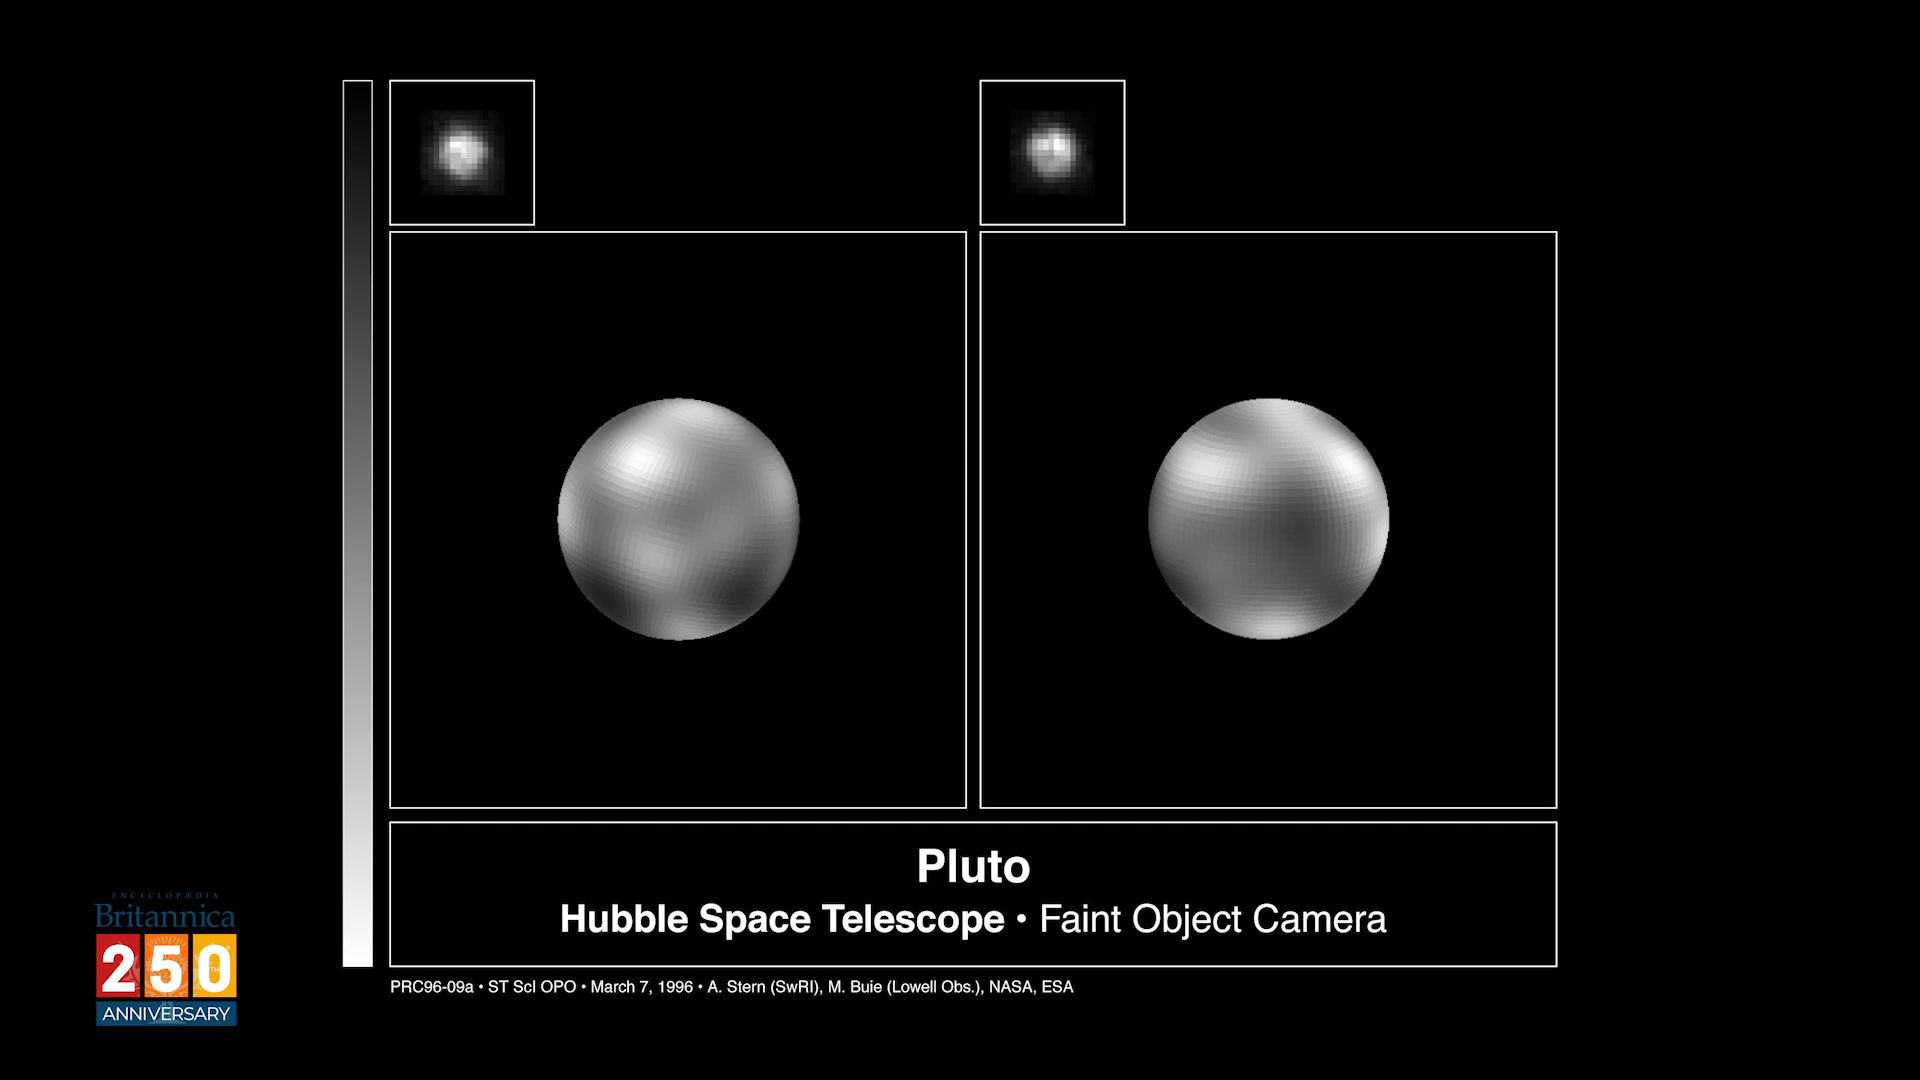 Pluto
Hubble Space Telescope • Faint Object Camera
PRC96-09a • ST ScI OPO • March 7, 1996 • A. Stern (SwRI), M. Buie (Lowell Obs.), NASA, ESA
ENCYCLOPÆDIA
Britannica
250TH
ANNIVERSARY